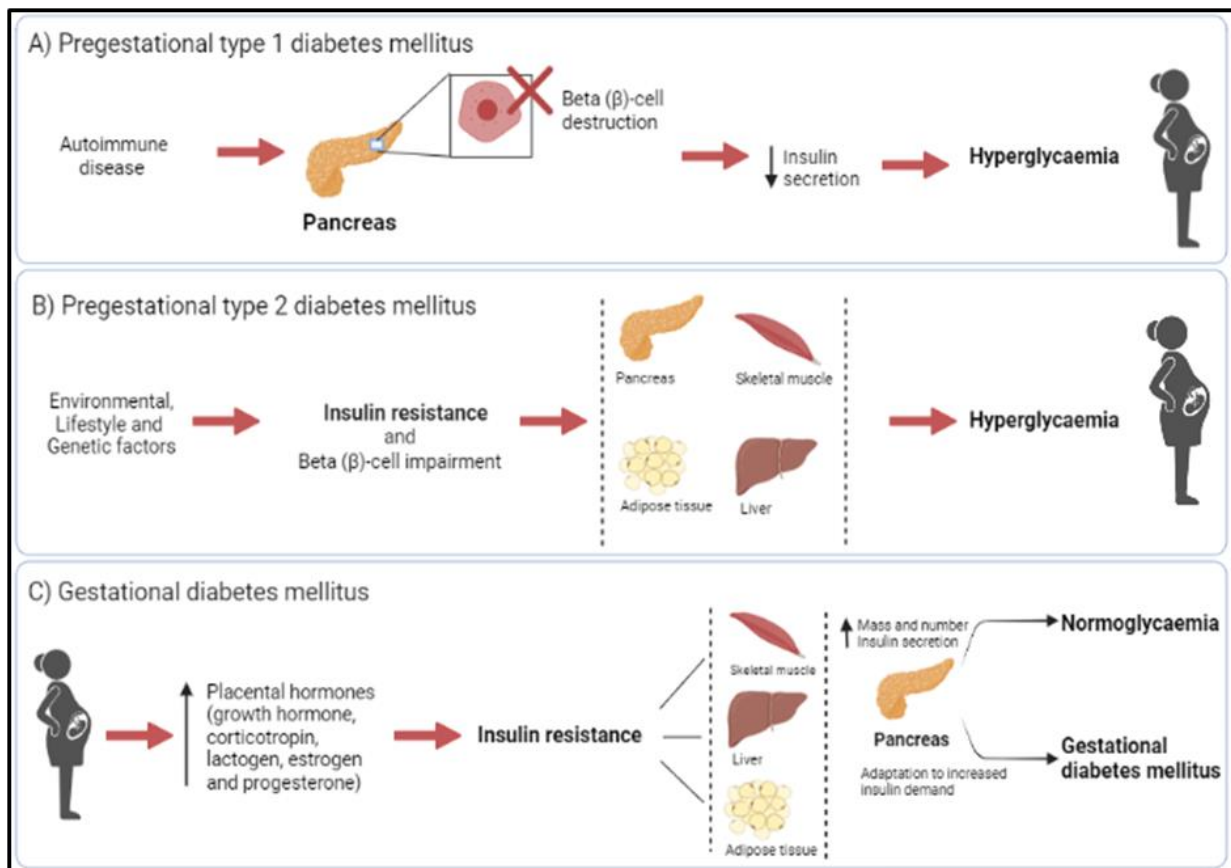 A) Pregestational type 1 diabetes mellitus
Autoimmune
disease
Pancreas
Beta (β)-cell
destruction
Insulin
secretion
Hyperglycaemia
B) Pregestational type 2 diabetes mellitus
Environmental,
Lifestyle and
Genetic factors
Insulin resistance
and
Beta (β)-cell impairment
Pancreas
Skeletal muscle
Adipose tissue
Liver
Hyperglycaemia
C) Gestational diabetes mellitus
Placental hormones
(growth hormone,
corticotropin,
lactogen, estrogen
and progesterone)
Insulin resistance
Skeletal muscle
Liver
Adipose tissue
Mass and number
Insulin secretion
Pancreas
Adaptation to increased
insulin demand
Normoglycaemia
Gestational
diabetes mellitus